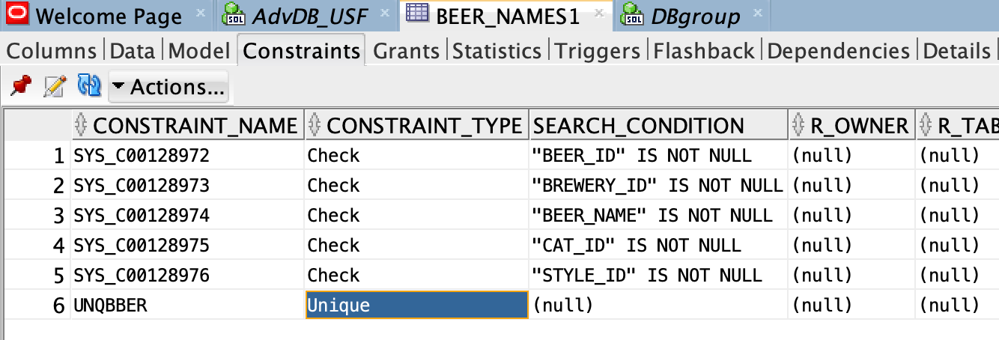 Welcome Page AdvDB_USF BEER_NAMES1 DBgroup
Columns Data Model Constraints Grants Statistics Triggers Flashback Dependencies Details
Actions...
CONSTRAINT_NAME CONSTRAINT_TYPE SEARCH_CONDITION R_OWNER R_TAB
1 SYS_C00128972 Check "BEER_ID" IS NOT NULL (null) (null)
2 SYS_C00128973 Check "BREWERY_ID" IS NOT NULL (null) (null)
3 SYS_C00128974 Check "BEER_NAME" IS NOT NULL (null) (null)
4 SYS_C00128975 Check "CAT_ID" IS NOT NULL (null) (null)
5 SYS_C00128976 Check "STYLE_ID" IS NOT NULL (null) (null)
6 UNQBBER Unique (null) (null) (null)